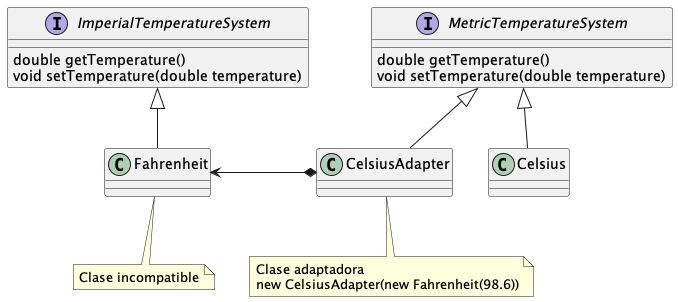 I ImperialTemperatureSystem
double getTemperature()
void setTemperature(double temperature)
I MetricTemperatureSystem
double getTemperature()
void setTemperature(double temperature)
C Fahrenheit
C CelsiusAdapter
C Celsius
Clase incompatible
Clase adaptadora
new CelsiusAdapter(new Fahrenheit(98.6))